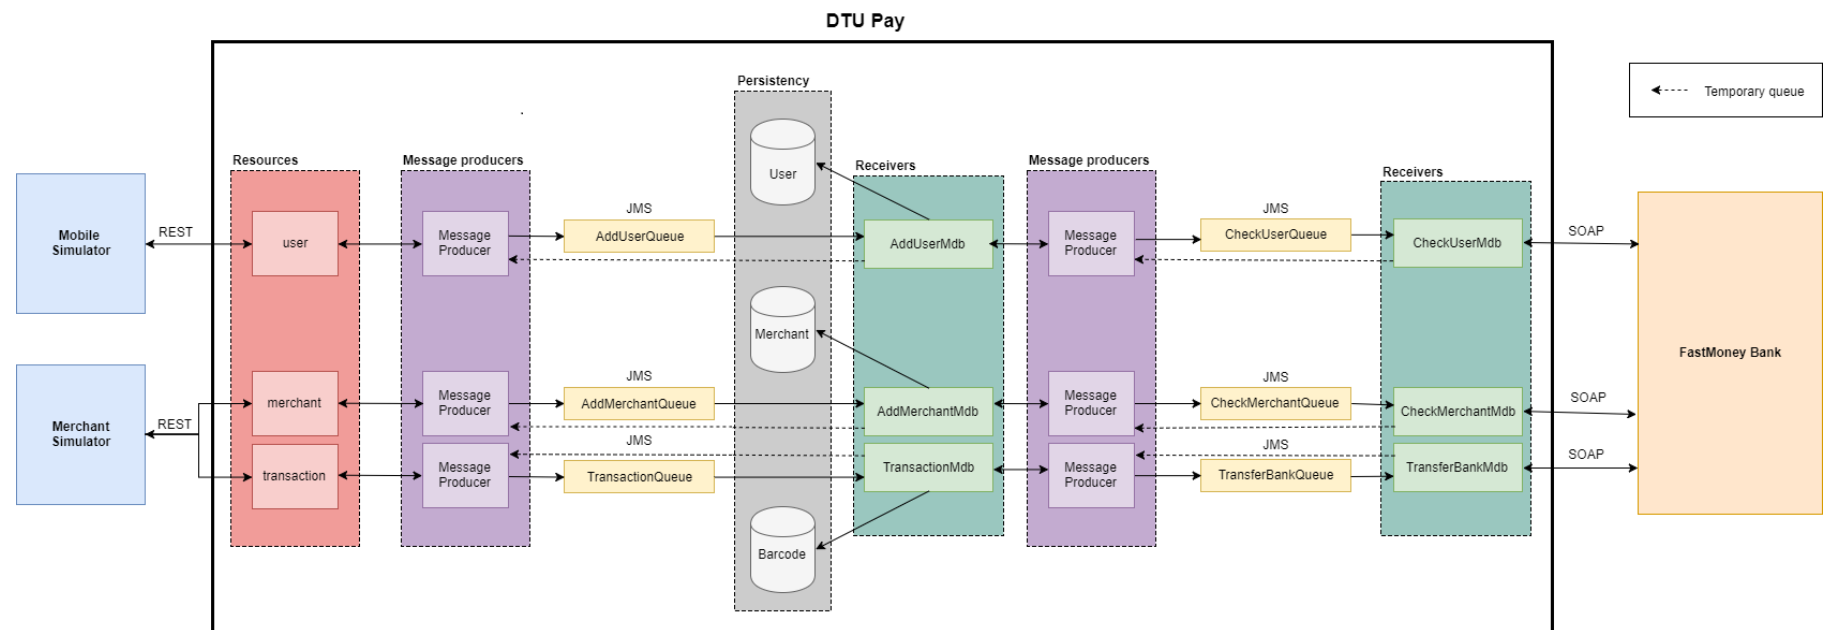 DTU Pay
Persistency
Temporary queue
Resources
Message producers
User
Receivers
Message producers
Receivers
Mobile
Simulator
REST
user
Message
Producer
JMS
AddUserQueue
AddUserMdb
Message
Producer
JMS
CheckUserQueue
CheckUserMdb
SOAP
Merchant
FastMoney Bank
Merchant
Simulator
REST
merchant
Message
Producer
JMS
AddMerchantQueue
AddMerchantMdb
Message
Producer
JMS
CheckMerchantQueue
CheckMerchantMdb
SOAP
transaction
Message
Producer
JMS
TransactionQueue
TransactionMdb
Message
Producer
JMS
TransferBankQueue
TransferBankMdb
SOAP
Barcode